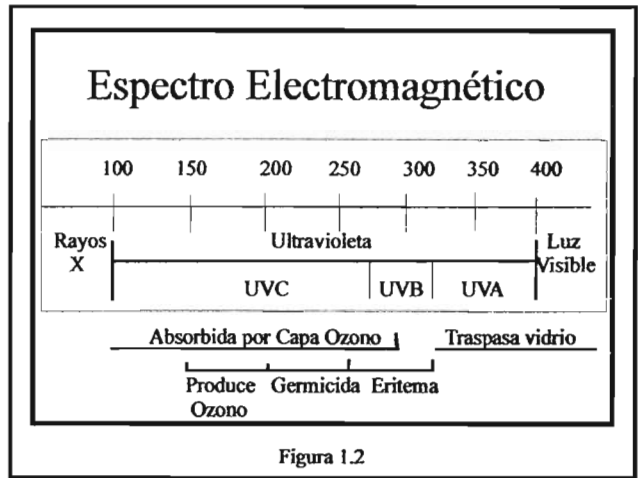 Espectro Electromagnético
100 150 200 250 300 350 400
Rayos X
Ultravioleta
Luz Visible
UVC UVB UVA
Absorbida por Capa Ozono Traspasa vidrio
Produce Ozono
Germicida Eritema
Figura 1.2